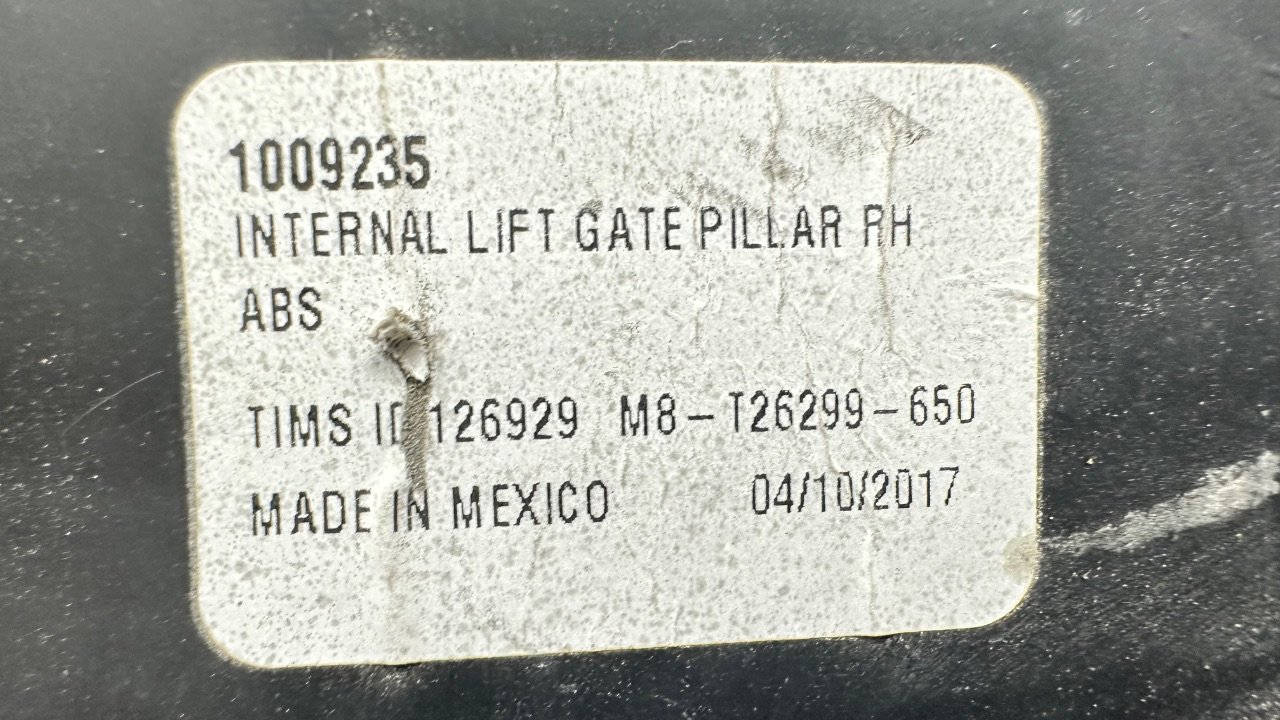 1009235
INTERNAL LIFT GATE PILLAR RH
ABS
TIMS ID 126929 M8-T26299-650
MADE IN MEXICO 04/10/2017